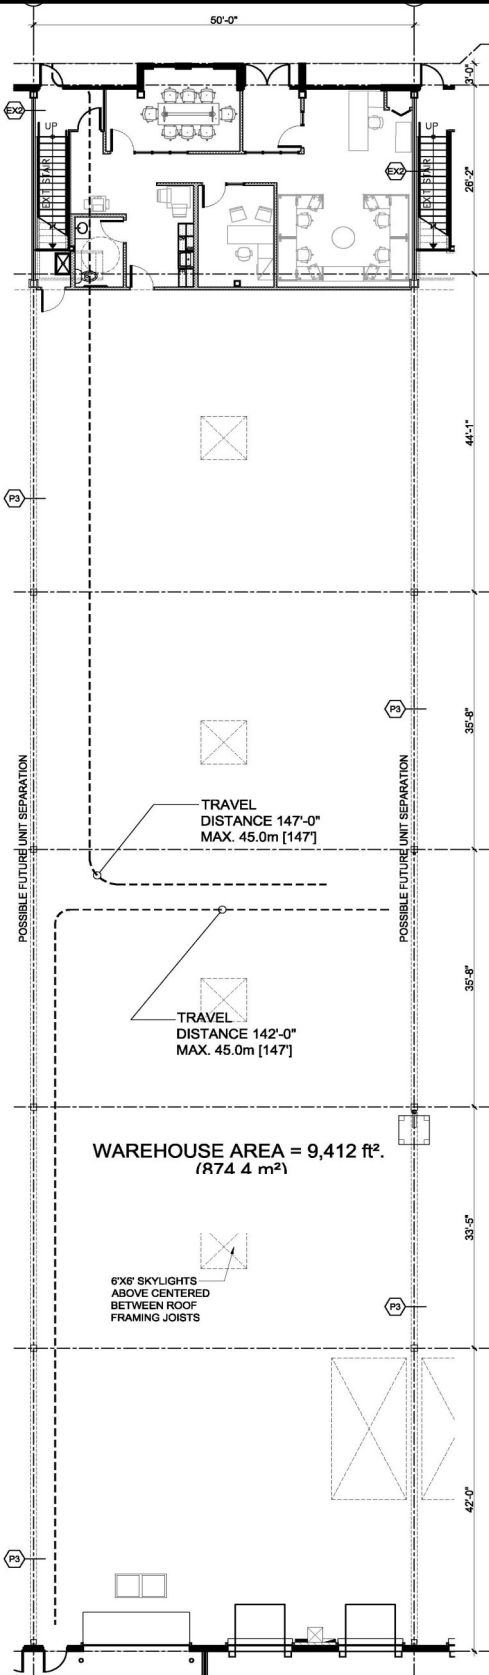 50'-0"
3'-0"
EX2
UP
EXIT STAIR
EX2
UP
EXIT STAIR
26'-2"
44'-1"
P3
P3
35'-8"
POSSIBLE FUTURE UNIT SEPARATION
POSSIBLE FUTURE UNIT SEPARATION
TRAVEL
DISTANCE 147'-0"
MAX. 45.0m [147']
35'-8"
TRAVEL
DISTANCE 142'-0"
MAX. 45.0m [147']
WAREHOUSE AREA = 9,412 ft².
(874.4 m²)
33'-5"
6'X6' SKYLIGHTS
ABOVE CENTERED
BETWEEN ROOF
FRAMING JOISTS
P3
42'-0"
P3